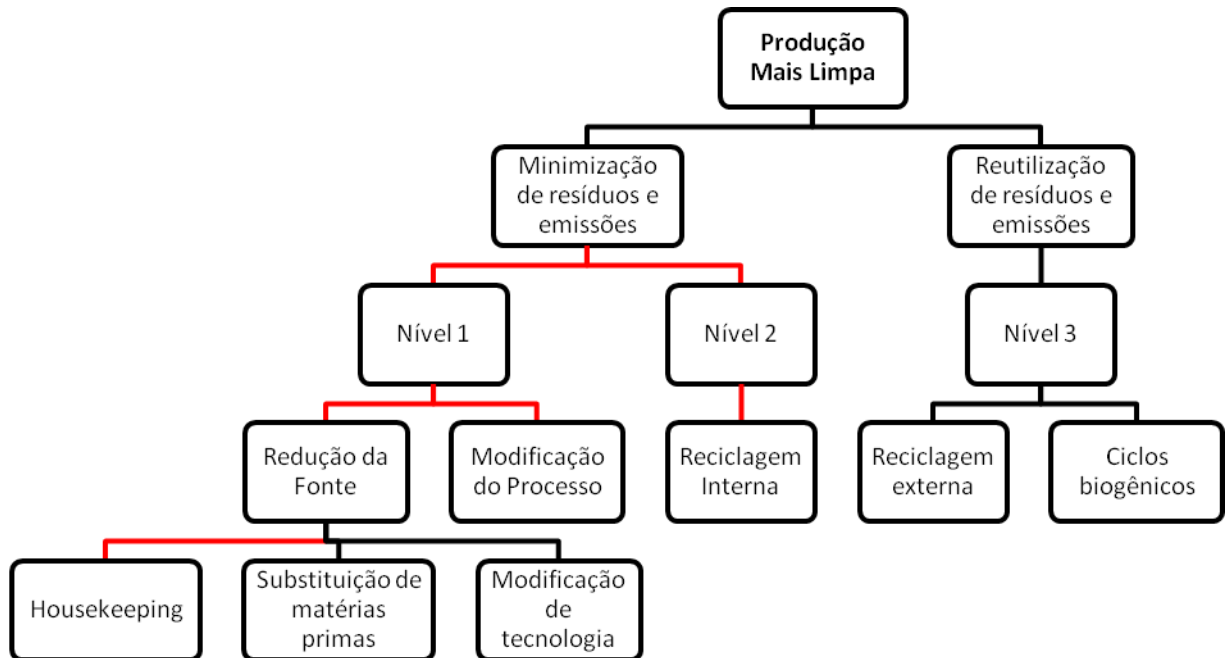 Produção
Mais Limpa
Minimização
de resíduos e
emissões
Reutilização
de resíduos e
emissões
Nível 1
Nível 2
Nível 3
Redução da
Fonte
Modificação
do Processo
Reciclagem
Interna
Reciclagem
externa
Ciclos
biogênicos
Housekeeping
Substituição de
matérias
primas
Modificação
de
tecnologia